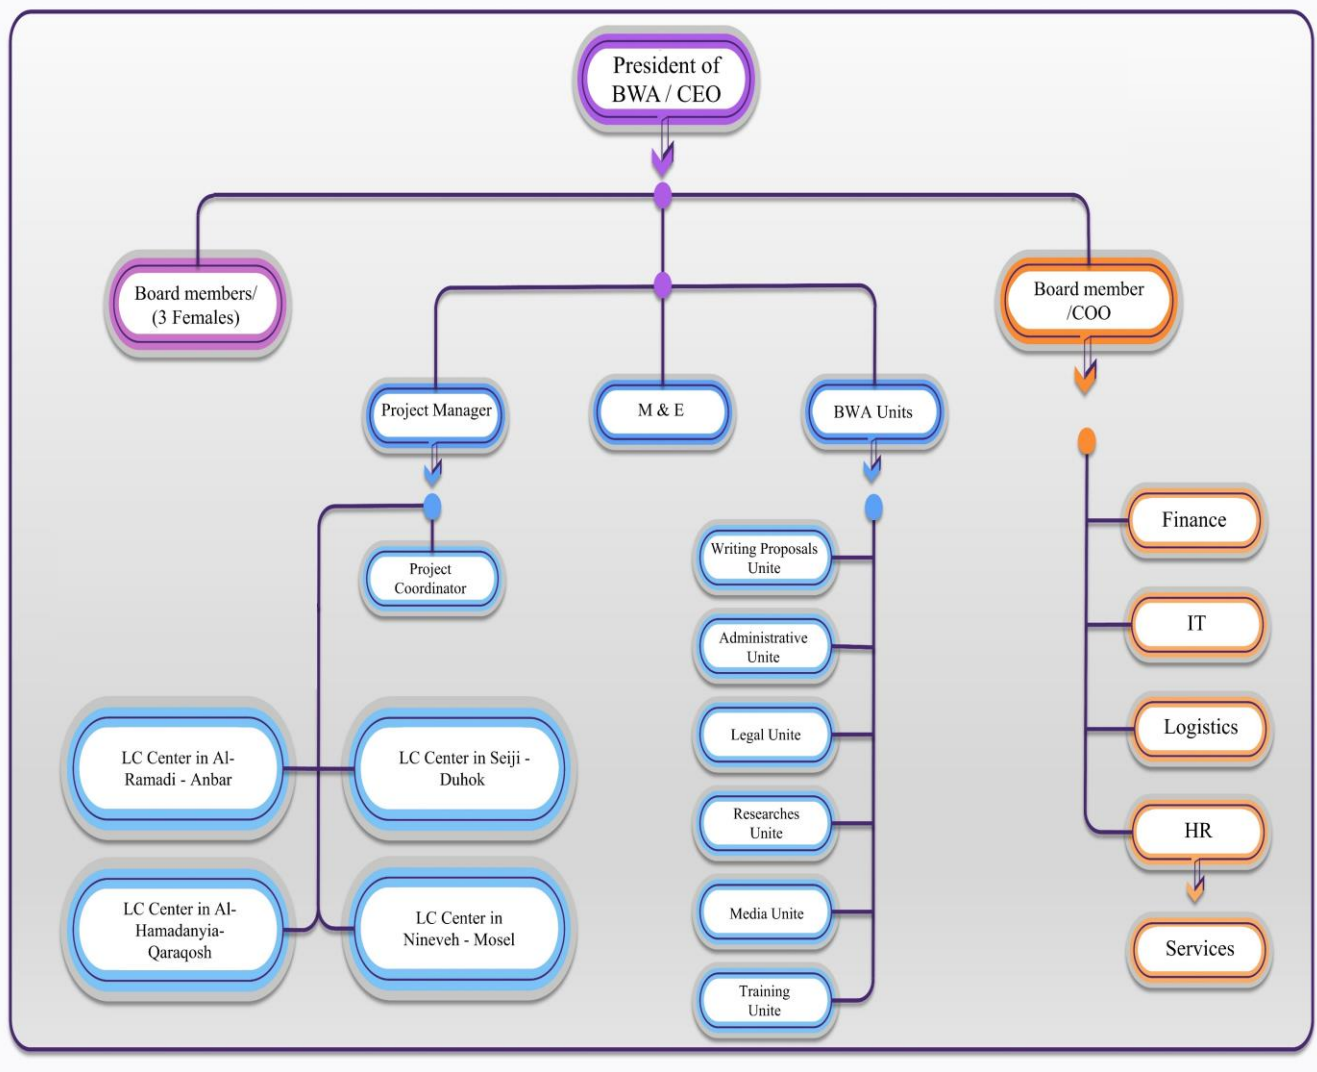 President of
BWA / CEO
Board members/
(3 Females)
Board member
/COO
Project Manager
M & E
BWA Units
Project
Coordinator
LC Center in Al-
Ramadi - Anbar
LC Center in Seiji -
Duhok
LC Center in Al-
Hamadanyia-
Qaraqosh
LC Center in
Nineveh - Mosel
Writing Proposals
Unite
Administrative
Unite
Legal Unite
Researches
Unite
Media Unite
Training
Unite
Finance
IT
Logistics
HR
Services